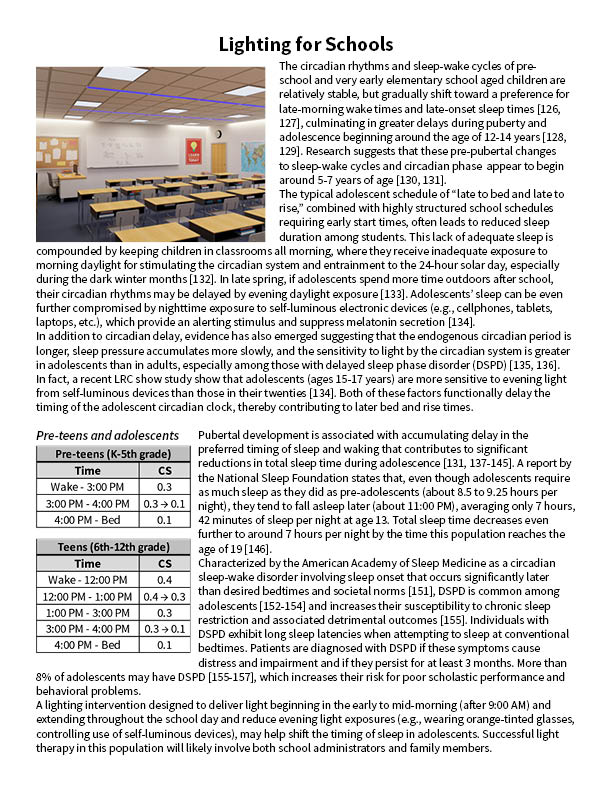 Lighting for Schools
The circadian rhythms and sleep-wake cycles of pre-
school and very early elementary school aged children are
relatively stable, but gradually shift toward a preference for
late-morning wake times and late-onset sleep times [126,
127], culminating in greater delays during puberty and
adolescence beginning around the age of 12-14 years [128,
129]. Research suggests that these pre-pubertal changes
to sleep-wake cycles and circadian phase appear to begin
around 5-7 years of age [130, 131].
The typical adolescent schedule of “late to bed and late to
rise,” combined with highly structured school schedules
requiring early start times, often leads to reduced sleep
duration among students. This lack of adequate sleep is
compounded by keeping children in classrooms all morning, where they receive inadequate exposure to
morning daylight for stimulating the circadian system and entrainment to the 24-hour solar day, especially
during the dark winter months [132]. In late spring, if adolescents spend more time outdoors after school,
their circadian rhythms may be delayed by evening daylight exposure [133]. Adolescents’ sleep can be even
further compromised by nighttime exposure to self-luminous electronic devices (e.g., cellphones, tablets,
laptops, etc.), which provide an alerting stimulus and suppress melatonin secretion [134].
In addition to circadian delay, evidence has also emerged suggesting that the endogenous circadian period is
longer, sleep pressure accumulates more slowly, and the sensitivity to light by the circadian system is greater
in adolescents than in adults, especially among those with delayed sleep phase disorder (DSPD) [135, 136].
In fact, a recent LRC show study show that adolescents (ages 15-17 years) are more sensitive to evening light
from self-luminous devices than those in their twenties [134]. Both of these factors functionally delay the
timing of the adolescent circadian clock, thereby contributing to later bed and rise times.
Pre-teens and adolescents
Pre-teens (K-5th grade)
Time CS
Wake - 3:00 PM 0.3
3:00 PM - 4:00 PM 0.3 → 0.1
4:00 PM - Bed 0.1
Teens (6th-12th grade)
Time CS
Wake - 12:00 PM 0.4
12:00 PM - 1:00 PM 0.4 → 0.3
1:00 PM - 3:00 PM 0.3
3:00 PM - 4:00 PM 0.3 → 0.1
4:00 PM - Bed 0.1
Pubertal development is associated with accumulating delay in the
preferred timing of sleep and waking that contributes to significant
reductions in total sleep time during adolescence [131, 137-145]. A report by
the National Sleep Foundation states that, even though adolescents require
as much sleep as they did as pre-adolescents (about 8.5 to 9.25 hours per
night), they tend to fall asleep later (about 11:00 PM), averaging only 7 hours,
42 minutes of sleep per night at age 13. Total sleep time decreases even
further to around 7 hours per night by the time this population reaches the
age of 19 [146].
Characterized by the American Academy of Sleep Medicine as a circadian
sleep-wake disorder involving sleep onset that occurs significantly later
than desired bedtimes and societal norms [151], DSPD is common among
adolescents [152-154] and increases their susceptibility to chronic sleep
restriction and associated detrimental outcomes [155]. Individuals with
DSPD exhibit long sleep latencies when attempting to sleep at conventional
bedtimes. Patients are diagnosed with DSPD if these symptoms cause
distress and impairment and if they persist for at least 3 months. More than
8% of adolescents may have DSPD [155-157], which increases their risk for poor scholastic performance and
behavioral problems.
A lighting intervention designed to deliver light beginning in the early to mid-morning (after 9:00 AM) and
extending throughout the school day and reduce evening light exposures (e.g., wearing orange-tinted glasses,
controlling use of self-luminous devices), may help shift the timing of sleep in adolescents. Successful light
therapy in this population will likely involve both school administrators and family members.